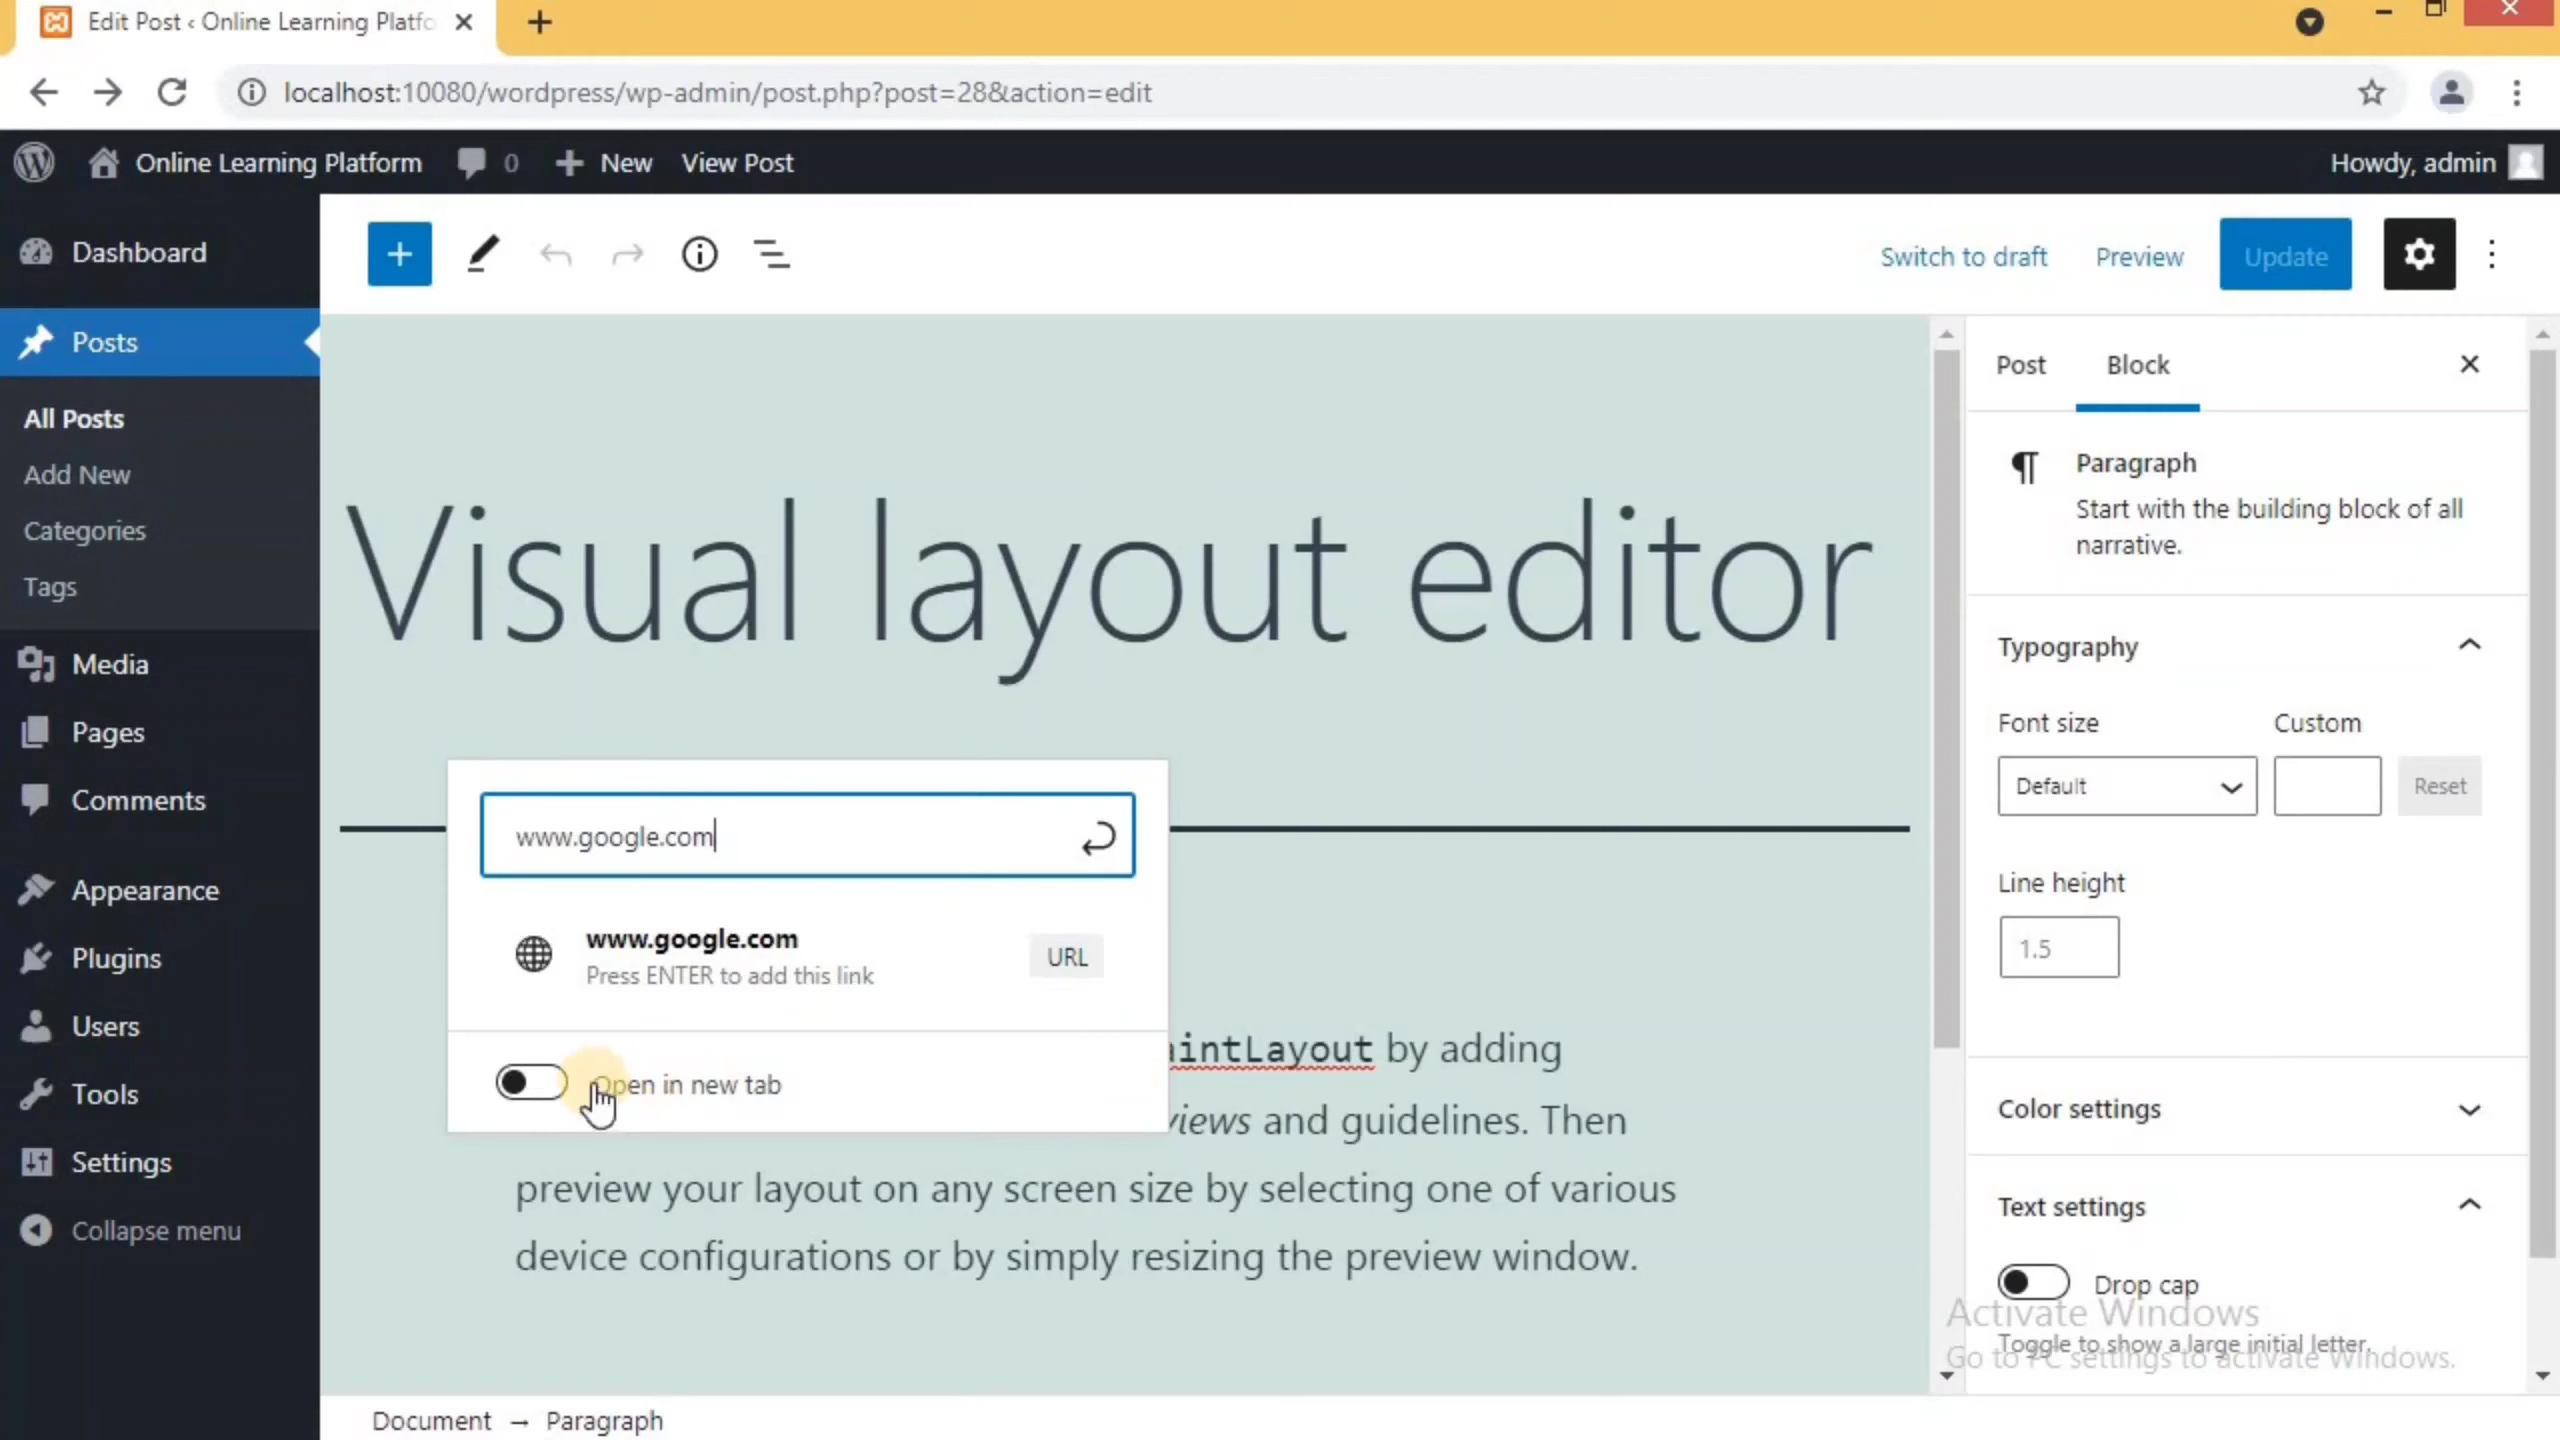 Edit Post ‹ Online Learning Platfo
localhost:10080/wordpress/wp-admin/post.php?post=28&action=edit
Online Learning Platform 0 New View Post Howdy, admin
Dashboard
Posts
All Posts
Add New
Categories
Tags
Media
Pages
Comments
Appearance
Plugins
Users
Tools
Settings
Collapse menu
Switch to draft Preview Update
Visual layout editor
www.google.com
www.google.com
Press ENTER to add this link
URL
Open in new tab
aintLayout by adding
views and guidelines. Then
preview your layout on any screen size by selecting one of various
device configurations or by simply resizing the preview window.
Post Block
Paragraph
Start with the building block of all
narrative.
Typography
Font size Custom
Default Reset
Line height
1.5
Color settings
Text settings
Drop cap
Activate Windows
Toggle to show a large initial letter.
Go to PC settings to activate Windows.
Document → Paragraph